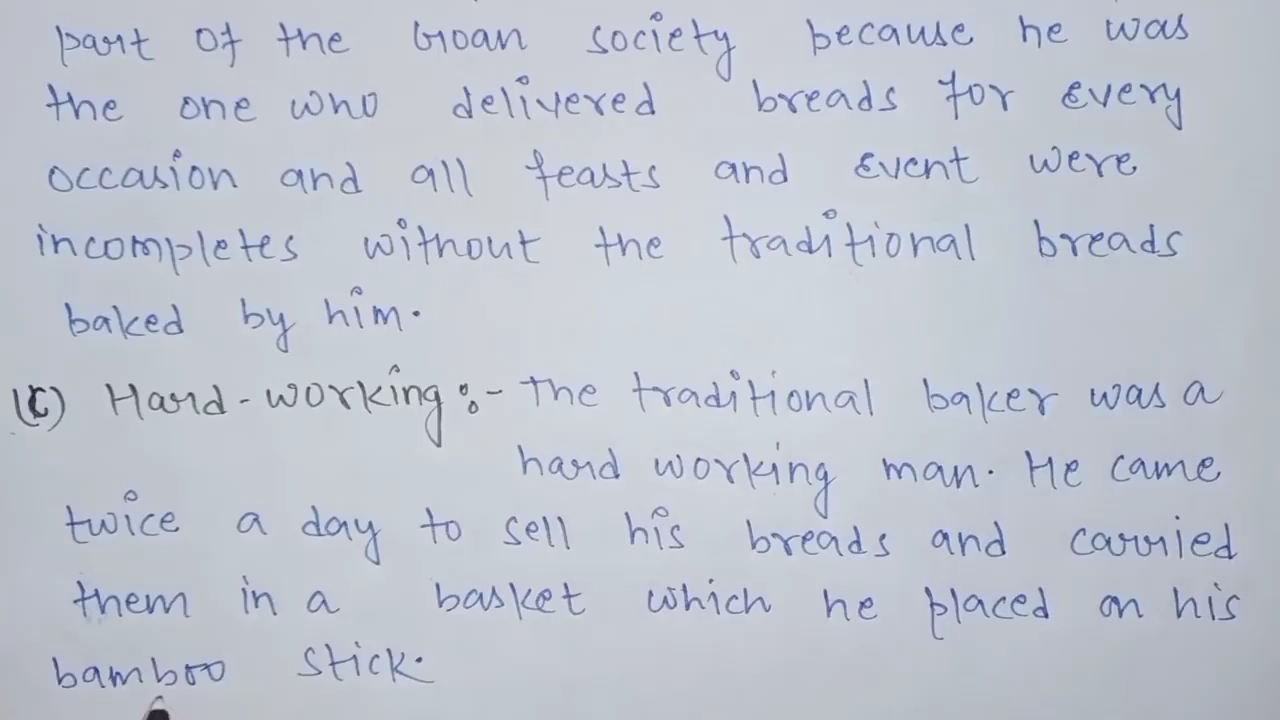 part of the Goan society because he was
the one who delivered breads for every
occasion and all feasts and event were
incompletes without the traditional breads
baked by him.
(C) Hard-working :- The traditional baker was a
hard working man. He came
twice a day to sell his breads and carried
them in a basket which he placed on his
bamboo stick.